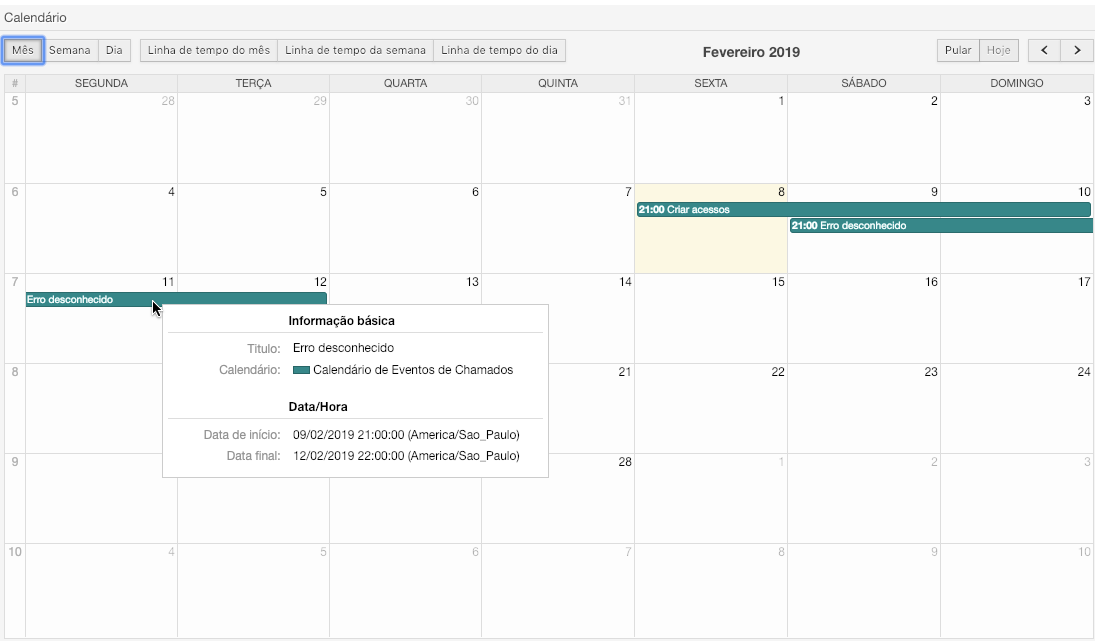 Calendário
Mês Semana Dia Linha de tempo do mês Linha de tempo da semana Linha de tempo do dia Fevereiro 2019 Pular Hoje < >
# SEGUNDA TERÇA QUARTA QUINTA SEXTA SÁBADO DOMINGO
5 28 29 30 31 1 2 3
6 4 5 6 7 8 9 10
21:00 Criar acessos
21:00 Erro desconhecido
7 11 12 13 14 15 16 17
Erro desconhecido
Informação básica
Titulo: Erro desconhecido
Calendário: Calendário de Eventos de Chamados
Data/Hora
Data de início: 09/02/2019 21:00:00 (America/Sao_Paulo)
Data final: 12/02/2019 22:00:00 (America/Sao_Paulo)
8 21 22 23 24
9 28 1 2 3
10 4 5 6 7 8 9 10